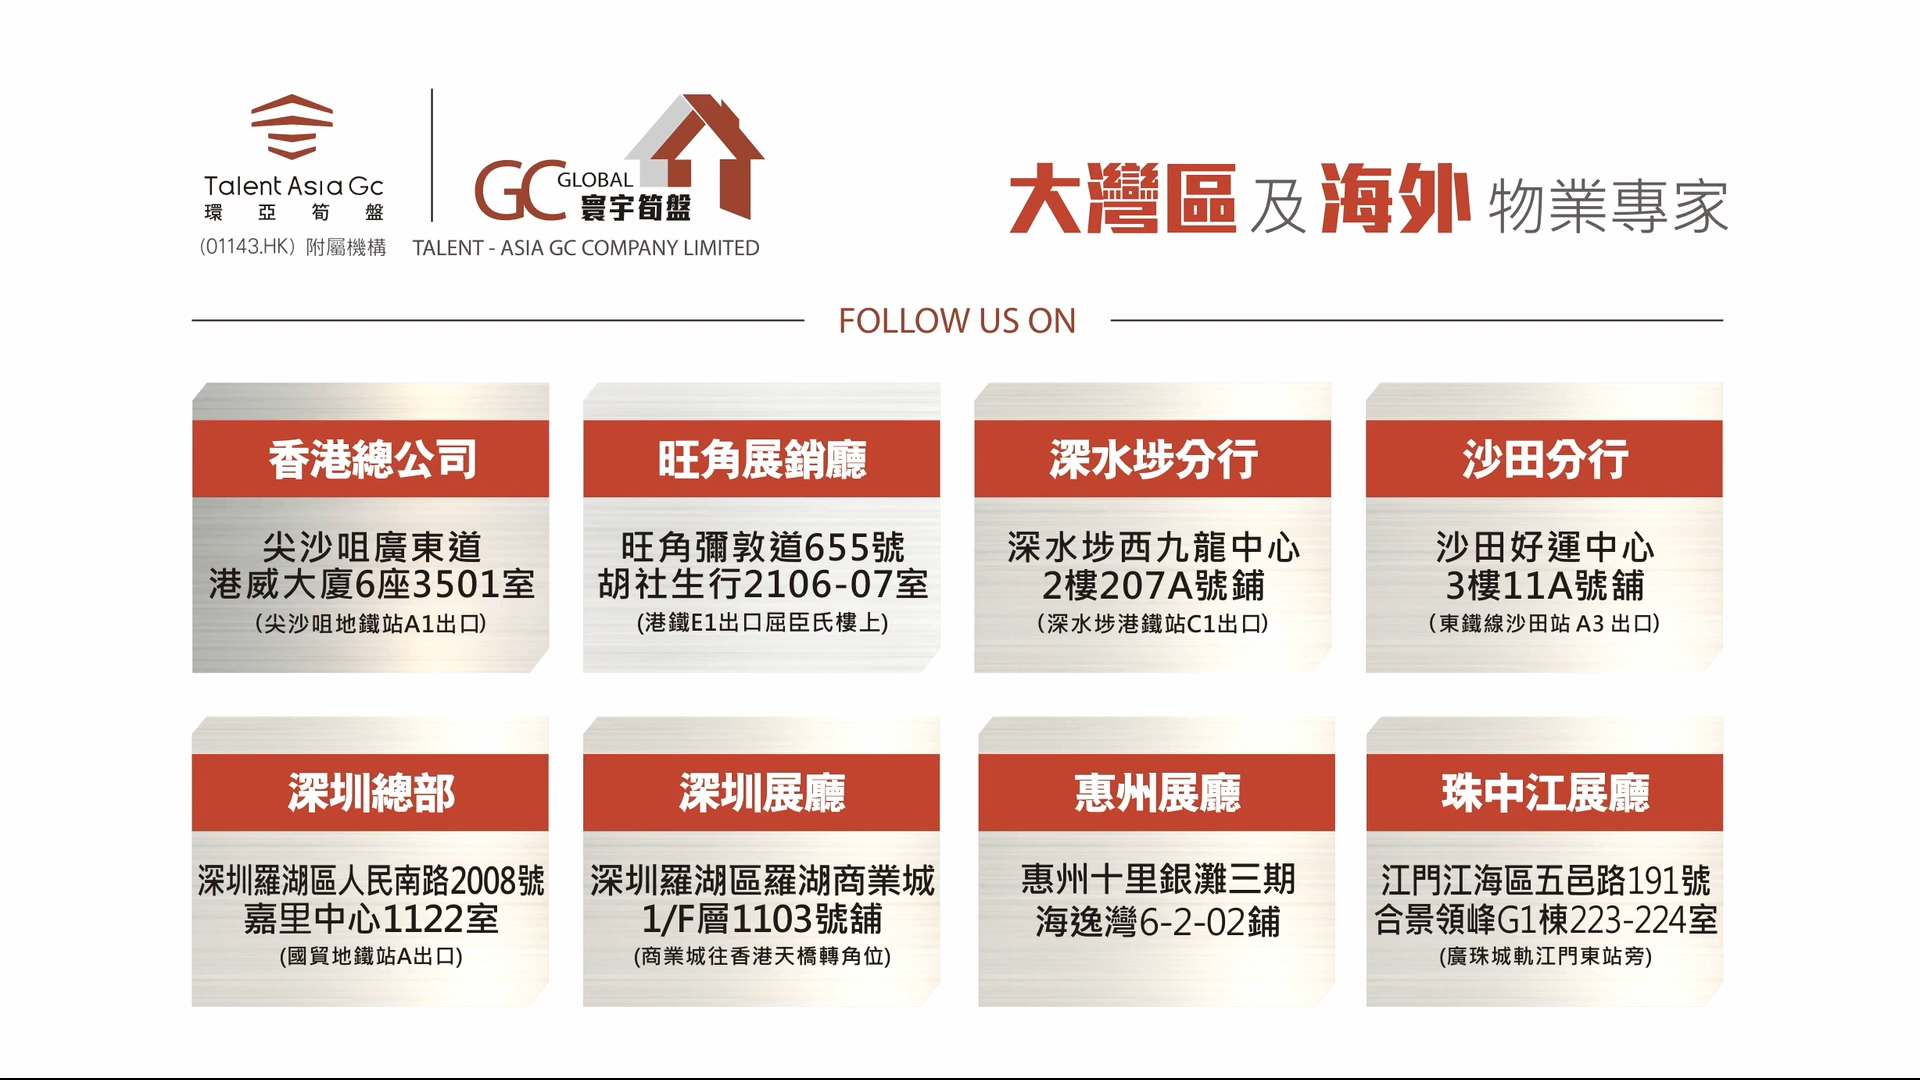 Talent Asia Gc
環亞筍盤
(01143.HK) 附屬機構
GC GLOBAL
寰宇筍盤
TALENT - ASIA GC COMPANY LIMITED
大灣區及海外物業專家
FOLLOW US ON
香港總公司
尖沙咀廣東道
港威大廈6座3501室
(尖沙咀地鐵站A1出口)
旺角展銷廳
旺角彌敦道655號
胡社生行2106-07室
(港鐵E1出口屈臣氏樓上)
深水埗分行
深水埗西九龍中心
2樓207A號鋪
(深水埗港鐵站C1出口)
沙田分行
沙田好運中心
3樓11A號舖
(東鐵線沙田站 A3 出口)
深圳總部
深圳羅湖區人民南路2008號
嘉里中心1122室
(國貿地鐵站A出口)
深圳展廳
深圳羅湖區羅湖商業城
1/F層1103號舖
(商業城往香港天橋轉角位)
惠州展廳
惠州十里銀灘三期
海逸灣6-2-02鋪
珠中江展廳
江門江海區五邑路191號
合景領峰G1棟223-224室
(廣珠城軌江門東站旁)